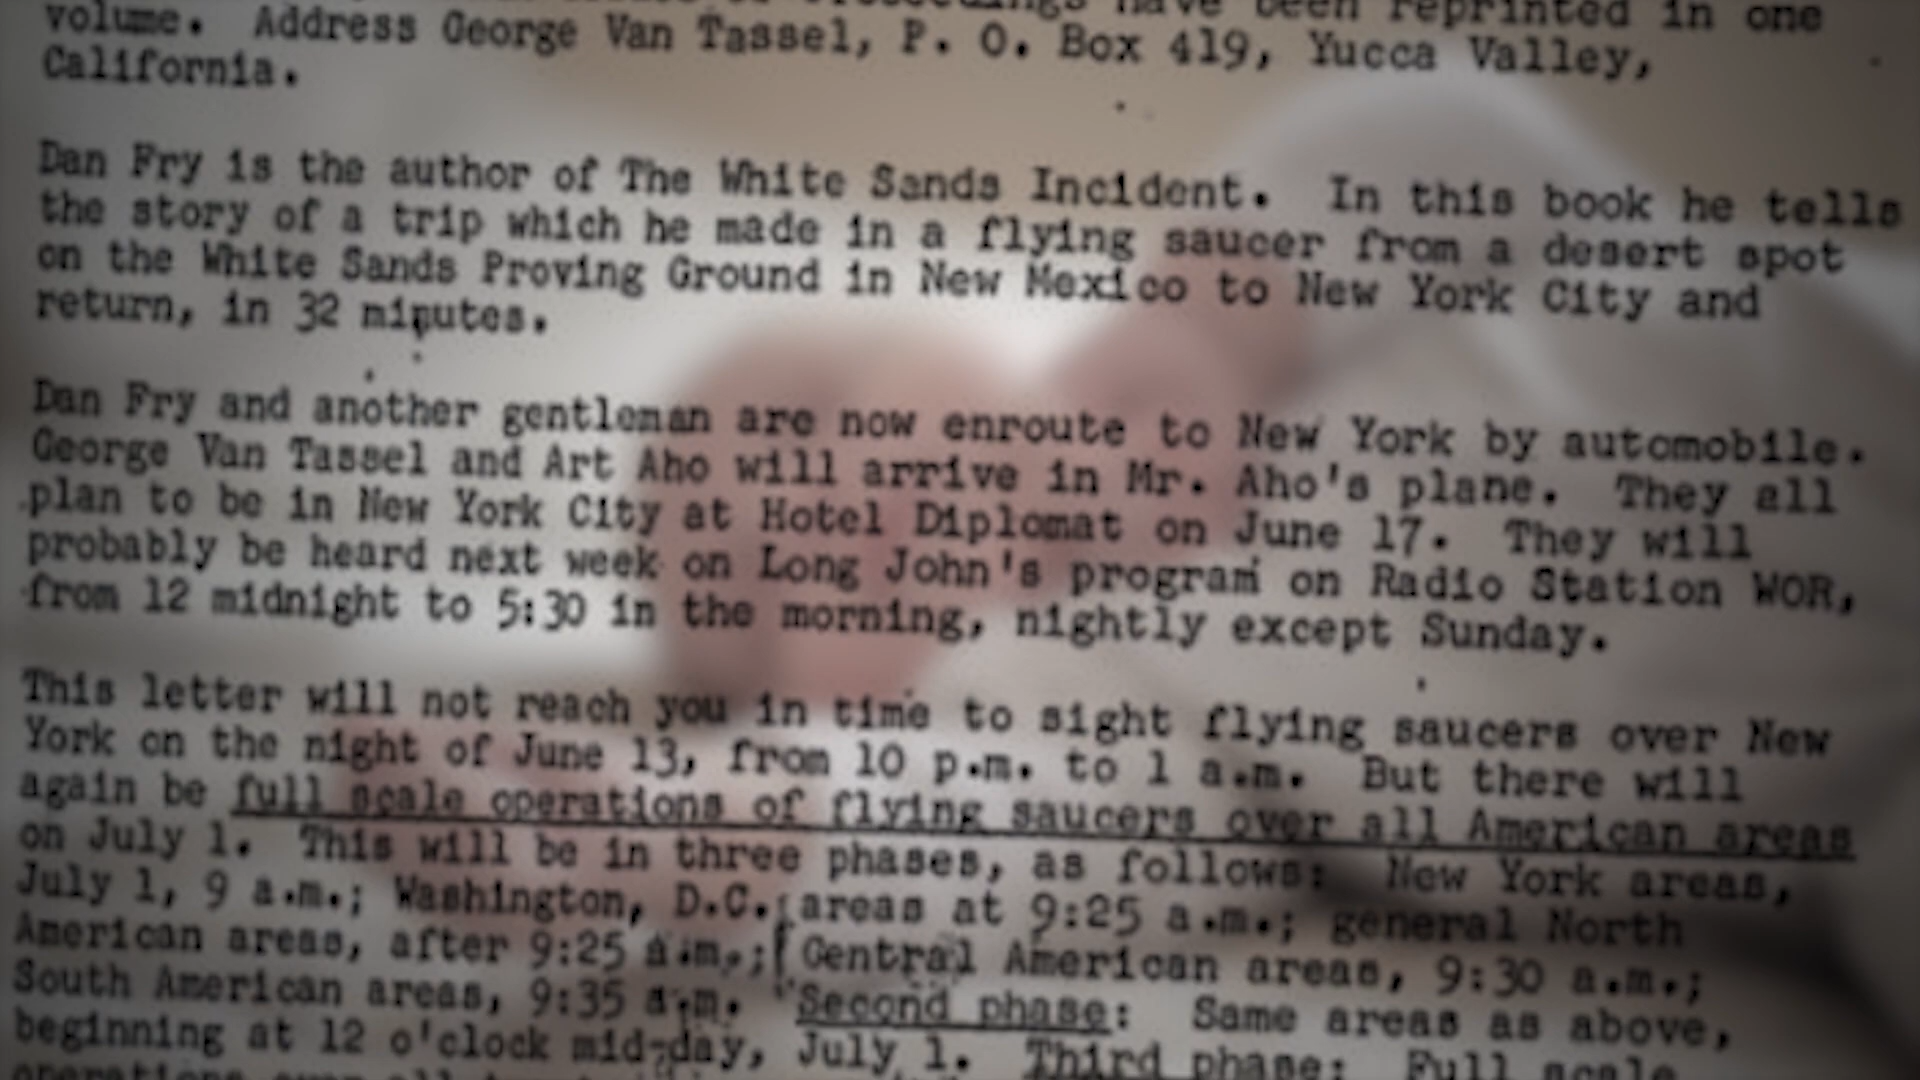 have been reprinted in one
volume. Address George Van Tassel, P. O. Box 419, Yucca Valley,
California.
Dan Fry is the author of The White Sands Incident. In this book he tells
the story of a trip which he made in a flying saucer from a desert spot
on the White Sands Proving Ground in New Mexico to New York City and
return, in 32 minutes.
Dan Fry and another gentleman are now enroute to New York by automobile.
George Van Tassel and Art Aho will arrive in Mr. Aho's plane. They all
plan to be in New York City at Hotel Diplomat on June 17. They will
probably be heard next week on Long John's program on Radio Station WOR,
from 12 midnight to 5:30 in the morning, nightly except Sunday.
This letter will not reach you in time to sight flying saucers over New
York on the night of June 13, from 10 p.m. to 1 a.m. But there will
again be full scale operations of flying saucers over all American areas
on July 1. This will be in three phases, as follows: New York areas,
July 1, 9 a.m.; Washington, D.C. areas at 9:25 a.m.; general North
American areas, after 9:25 a.m.; Central American areas, 9:30 a.m.;
South American areas, 9:35 a.m. Second phase: Same areas as above,
beginning at 12 o'clock mid-day, July 1. Third phase: Full scale